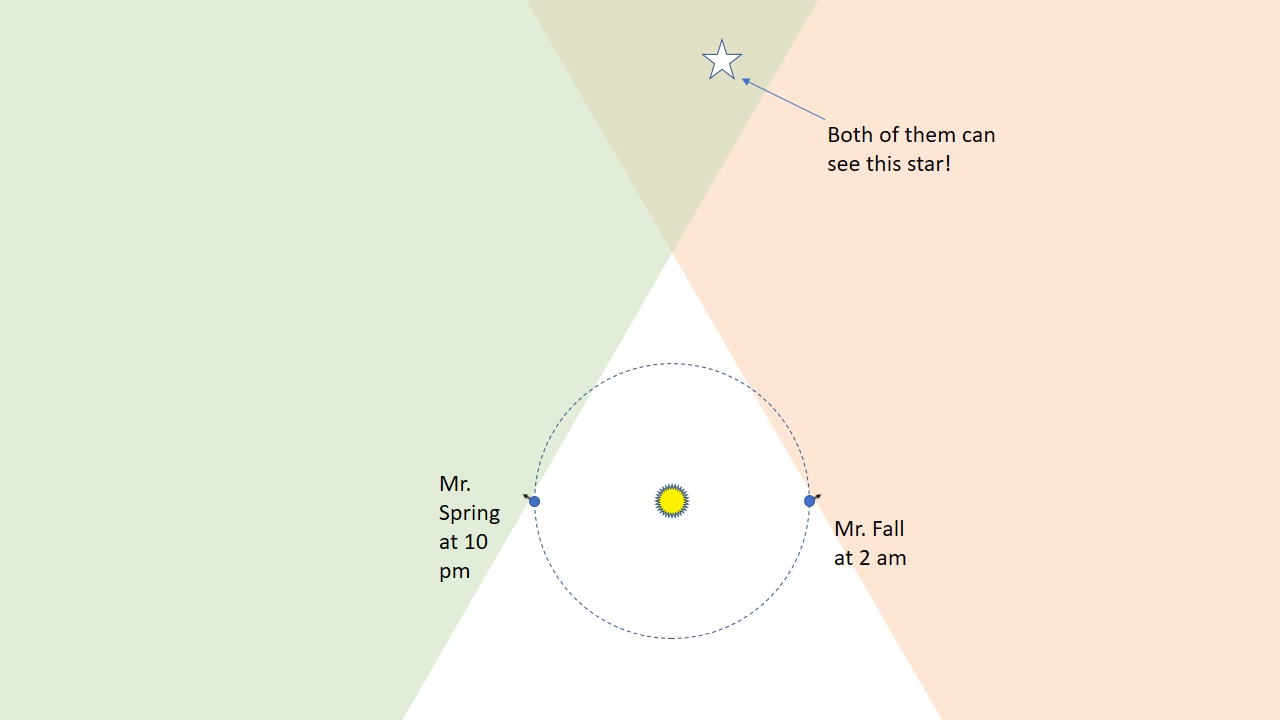 Both of them can
see this star!
Mr.
Spring
at 10
pm
Mr. Fall
at 2 am